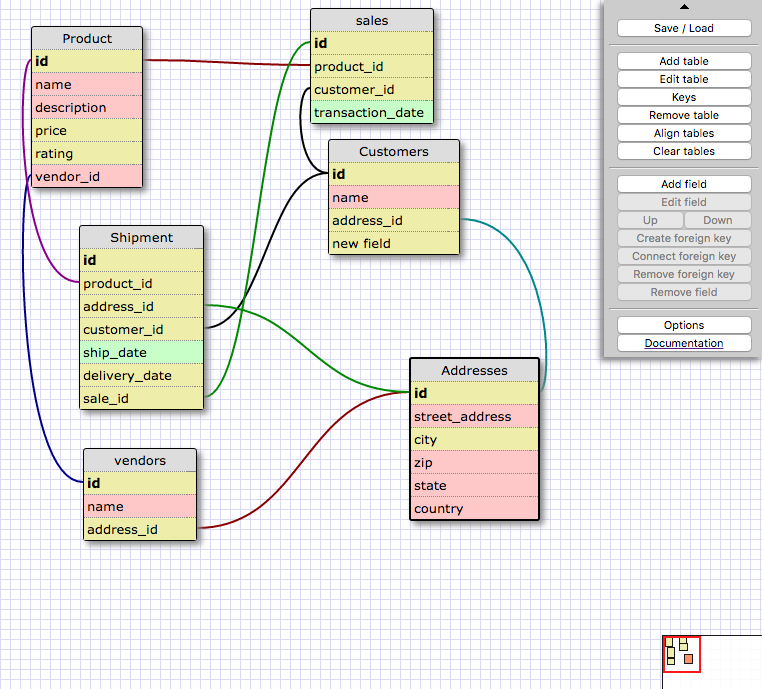 Product
id
name
description
price
rating
vendor_id
sales
id
product_id
customer_id
transaction_date
Customers
id
name
address_id
new field
Shipment
id
product_id
address_id
customer_id
ship_date
delivery_date
sale_id
Addresses
id
street_address
city
zip
state
country
vendors
id
name
address_id
Save / Load
Add table
Edit table
Keys
Remove table
Align tables
Clear tables
Add field
Edit field
Up Down
Create foreign key
Connect foreign key
Remove foreign key
Remove field
Options
Documentation